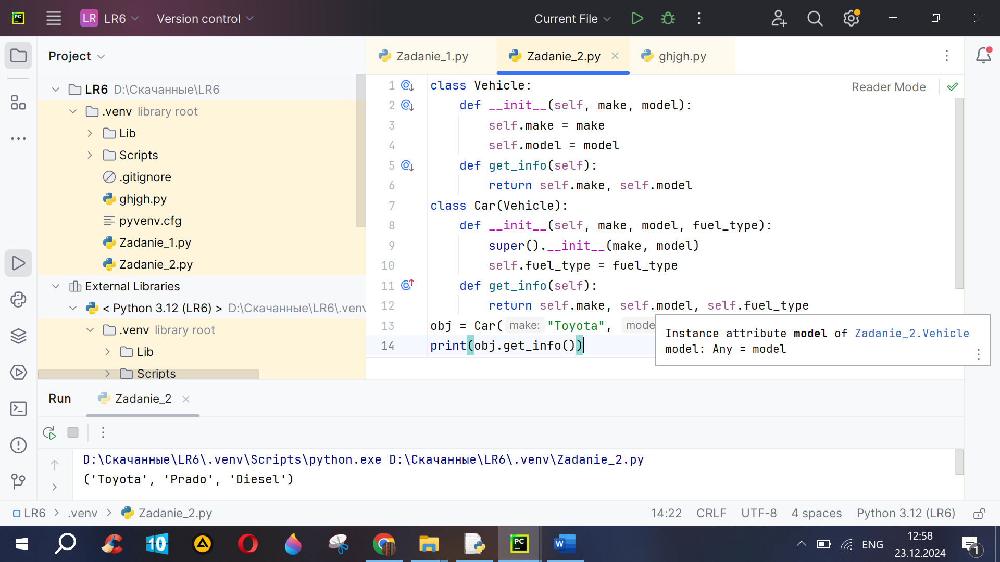 PC
LR LR6 Version control
Current File
Project
LR6 D:\Скачанные\LR6
.venv library root
Lib
Scripts
.gitignore
ghjgh.py
pyvenv.cfg
Zadanie_1.py
Zadanie_2.py
External Libraries
< Python 3.12 (LR6) > D:\Скачанные\LR6\.venv
.venv library root
Lib
Scripts
Zadanie_1.py Zadanie_2.py ghjgh.py
Reader Mode
1 class Vehicle:
2 def __init__(self, make, model):
3 self.make = make
4 self.model = model
5 def get_info(self):
6 return self.make, self.model
7 class Car(Vehicle):
8 def __init__(self, make, model, fuel_type):
9 super().__init__(make, model)
10 self.fuel_type = fuel_type
11 def get_info(self):
12 return self.make, self.model, self.fuel_type
13 obj = Car( make: "Toyota", mode
14 print(obj.get_info())
Instance attribute model of Zadanie_2.Vehicle
model: Any = model
Run Zadanie_2
D:\Скачанные\LR6\.venv\Scripts\python.exe D:\Скачанные\LR6\.venv\Zadanie_2.py
('Toyota', 'Prado', 'Diesel')
LR6 > .venv > Zadanie_2.py
14:22 CRLF UTF-8 4 spaces Python 3.12 (LR6)
10
PC
W
ENG
12:58
23.12.2024
1